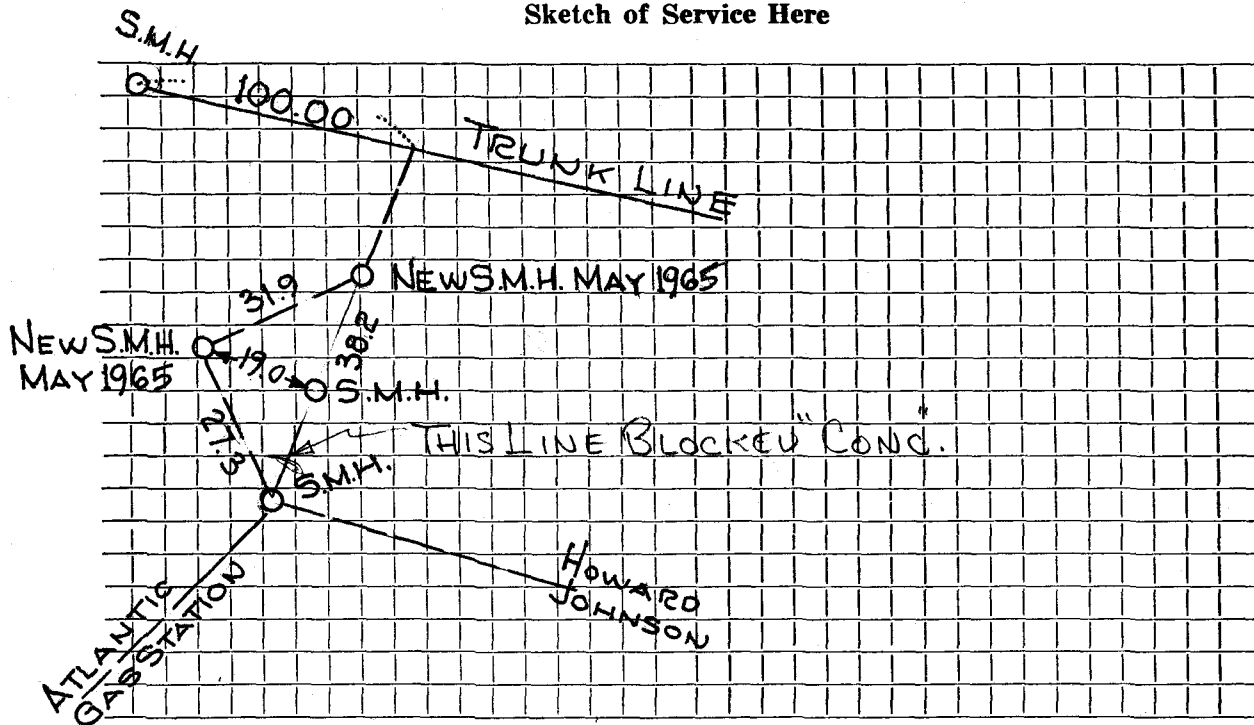 Sketch of Service Here
S.M.H.
100.00
TRUNK LINE
NEW S.M.H. MAY 1965
31.9
38.2
NEW S.M.H.
MAY 1965
19.0
S.M.H.
THIS LINE BLOCKED "CONC."
27.3
S.M.H.
HOWARD
JOHNSON
ATLANTIC
GAS STATION